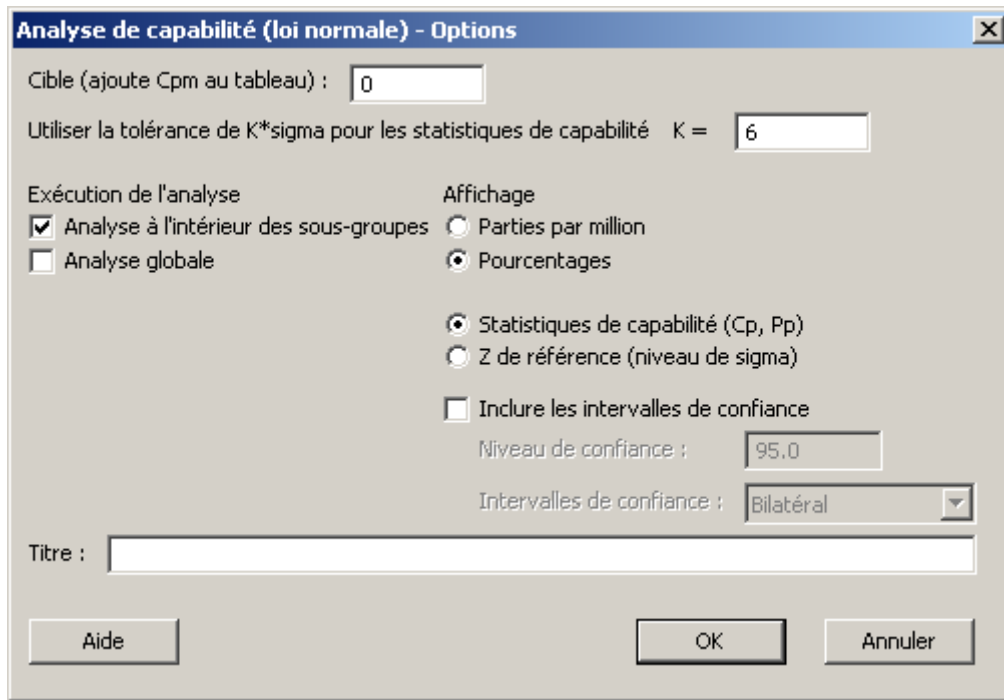 Analyse de capabilité (loi normale) - Options
Cible (ajoute Cpm au tableau) : 0
Utiliser la tolérance de K*sigma pour les statistiques de capabilité K = 6
Exécution de l'analyse
Analyse à l'intérieur des sous-groupes
Analyse globale
Affichage
Parties par million
Pourcentages
Statistiques de capabilité (Cp, Pp)
Z de référence (niveau de sigma)
Inclure les intervalles de confiance
Niveau de confiance : 95.0
Intervalles de confiance : Bilatéral
Titre :
Aide
OK
Annuler